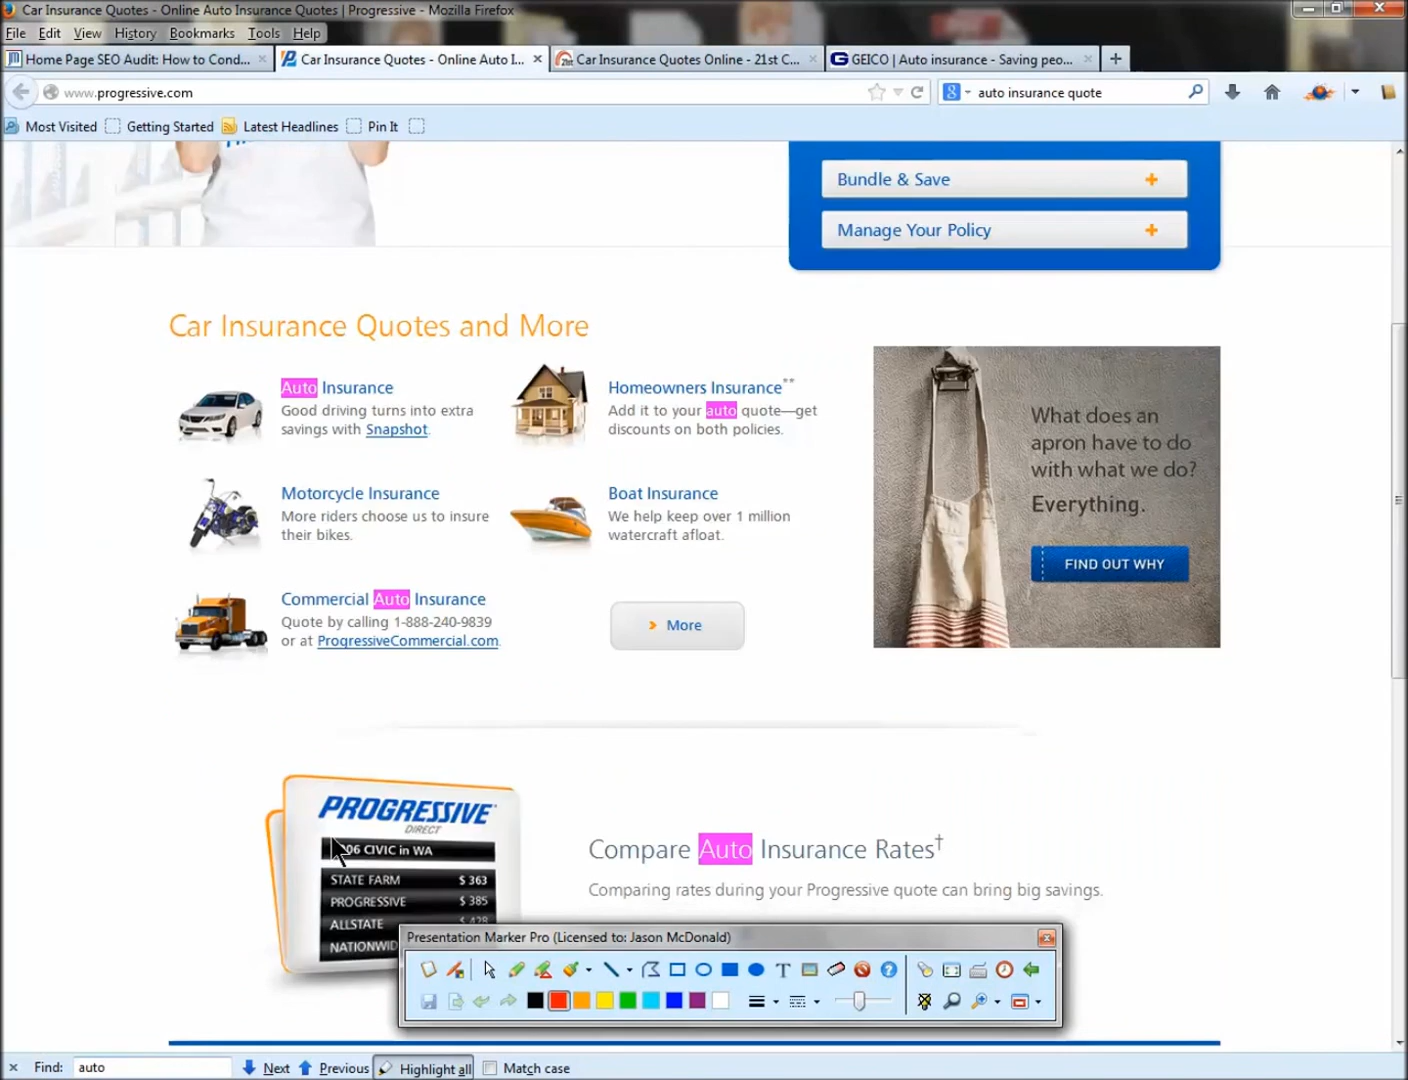 Car Insurance Quotes - Online Auto Insurance Quotes | Progressive - Mozilla Firefox
File Edit View History Bookmarks Tools Help
Home Page SEO Audit: How to Cond...
Car Insurance Quotes - Online Auto I...
Car Insurance Quotes Online - 21st C...
GEICO | Auto insurance - Saving peo...
www.progressive.com
auto insurance quote
Most Visited
Getting Started
Latest Headlines
Pin It
Bundle & Save +
Manage Your Policy +
Car Insurance Quotes and More
Auto Insurance
Good driving turns into extra
savings with Snapshot.
Homeowners Insurance**
Add it to your auto quote—get
discounts on both policies.
Motorcycle Insurance
More riders choose us to insure
their bikes.
Boat Insurance
We help keep over 1 million
watercraft afloat.
Commercial Auto Insurance
Quote by calling 1-888-240-9839
or at ProgressiveCommercial.com.
More
What does an
apron have to do
with what we do?
Everything.
FIND OUT WHY
PROGRESSIVE
DIRECT
06 CIVIC in WA
STATE FARM $ 363
PROGRESSIVE $ 385
ALLSTATE $ 428
NATIONWID
Compare Auto Insurance Rates†
Comparing rates during your Progressive quote can bring big savings.
Presentation Marker Pro (Licensed to: Jason McDonald)
Find: auto Next Previous Highlight all Match case